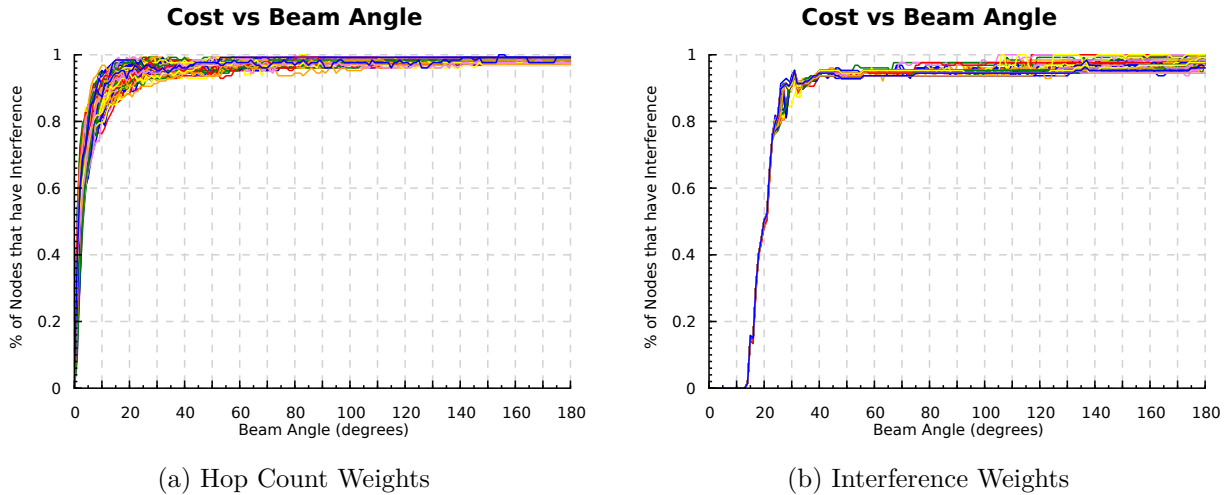 Cost vs Beam Angle
% of Nodes that have Interference
1
0.8
0.6
0.4
0.2
0
0 20 40 60 80 100 120 140 160 180
Beam Angle (degrees)
(a) Hop Count Weights
Cost vs Beam Angle
% of Nodes that have Interference
1
0.8
0.6
0.4
0.2
0
0 20 40 60 80 100 120 140 160 180
Beam Angle (degrees)
(b) Interference Weights